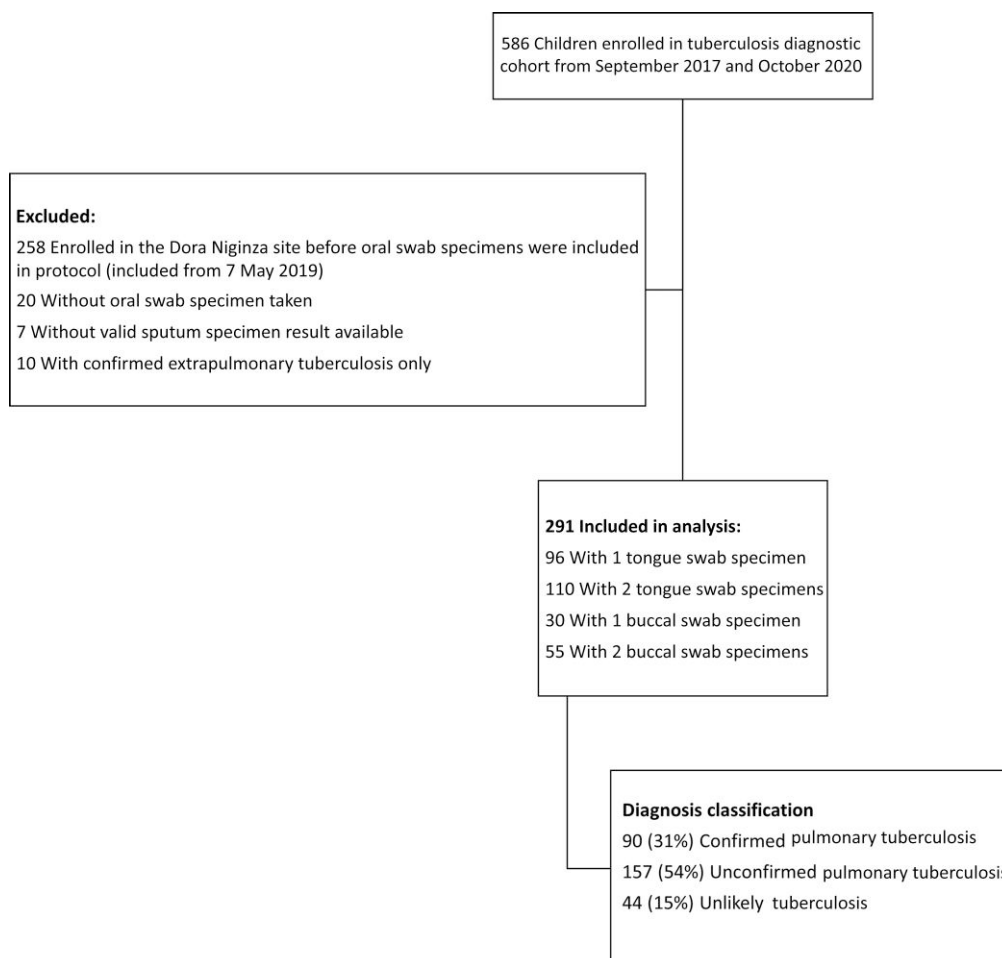 586 Children enrolled in tuberculosis diagnostic
cohort from September 2017 and October 2020
Excluded:
258 Enrolled in the Dora Niginza site before oral swab specimens were included
in protocol (included from 7 May 2019)
20 Without oral swab specimen taken
7 Without valid sputum specimen result available
10 With confirmed extrapulmonary tuberculosis only
291 Included in analysis:
96 With 1 tongue swab specimen
110 With 2 tongue swab specimens
30 With 1 buccal swab specimen
55 With 2 buccal swab specimens
Diagnosis classification
90 (31%) Confirmed pulmonary tuberculosis
157 (54%) Unconfirmed pulmonary tuberculosis
44 (15%) Unlikely tuberculosis